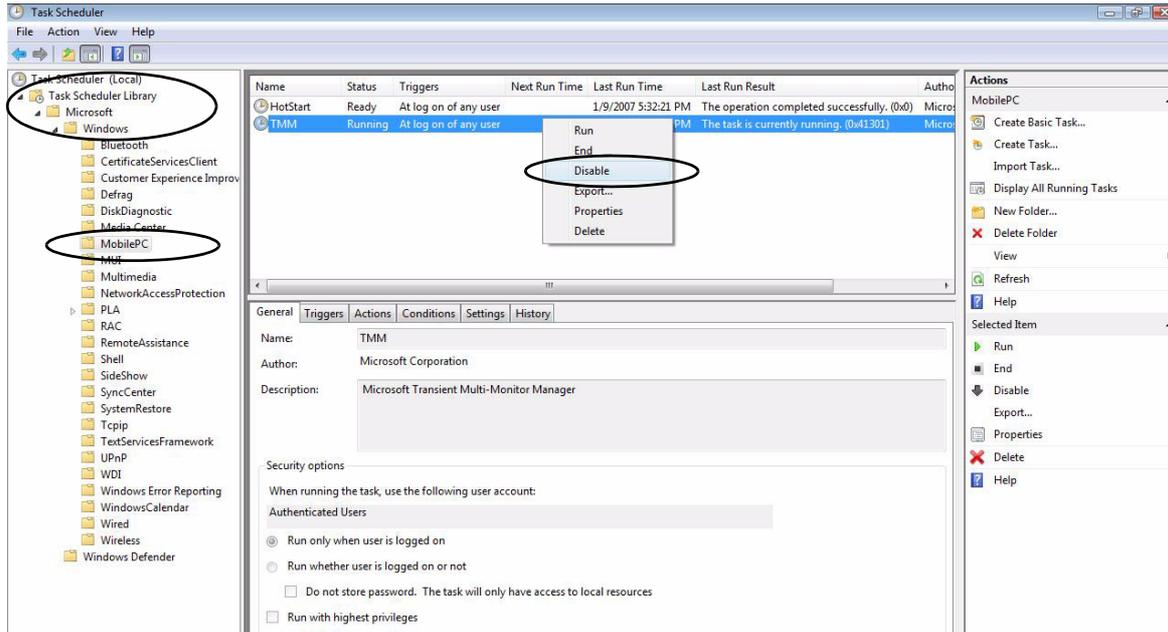 Task Scheduler
File Action View Help
Task Scheduler (Local)
Task Scheduler Library
Microsoft
Windows
Bluetooth
CertificateServicesClient
Customer Experience Improv
Defrag
DiskDiagnostic
Media Center
MobilePC
MUI
Multimedia
NetworkAccessProtection
PLA
RAC
RemoteAssistance
Shell
SideShow
SyncCenter
SystemRestore
Tcpip
TextServicesFramework
UPnP
WDI
Windows Error Reporting
WindowsCalendar
Wired
Wireless
Windows Defender
Name Status Triggers Next Run Time Last Run Time Last Run Result Autho
HotStart Ready At log on of any user 1/9/2007 5:32:21 PM The operation completed successfully. (0x0) Micros
TMM Running At log on of any user PM The task is currently running. (0x41301) Micros
Run
End
Disable
Export...
Properties
Delete
General Triggers Actions Conditions Settings History
Name: TMM
Author: Microsoft Corporation
Description: Microsoft Transient Multi-Monitor Manager
Security options
When running the task, use the following user account:
Authenticated Users
Run only when user is logged on
Run whether user is logged on or not
Do not store password. The task will only have access to local resources
Run with highest privileges
Actions
MobilePC
Create Basic Task...
Create Task...
Import Task...
Display All Running Tasks
New Folder...
Delete Folder
View
Refresh
Help
Selected Item
Run
End
Disable
Export...
Properties
Delete
Help